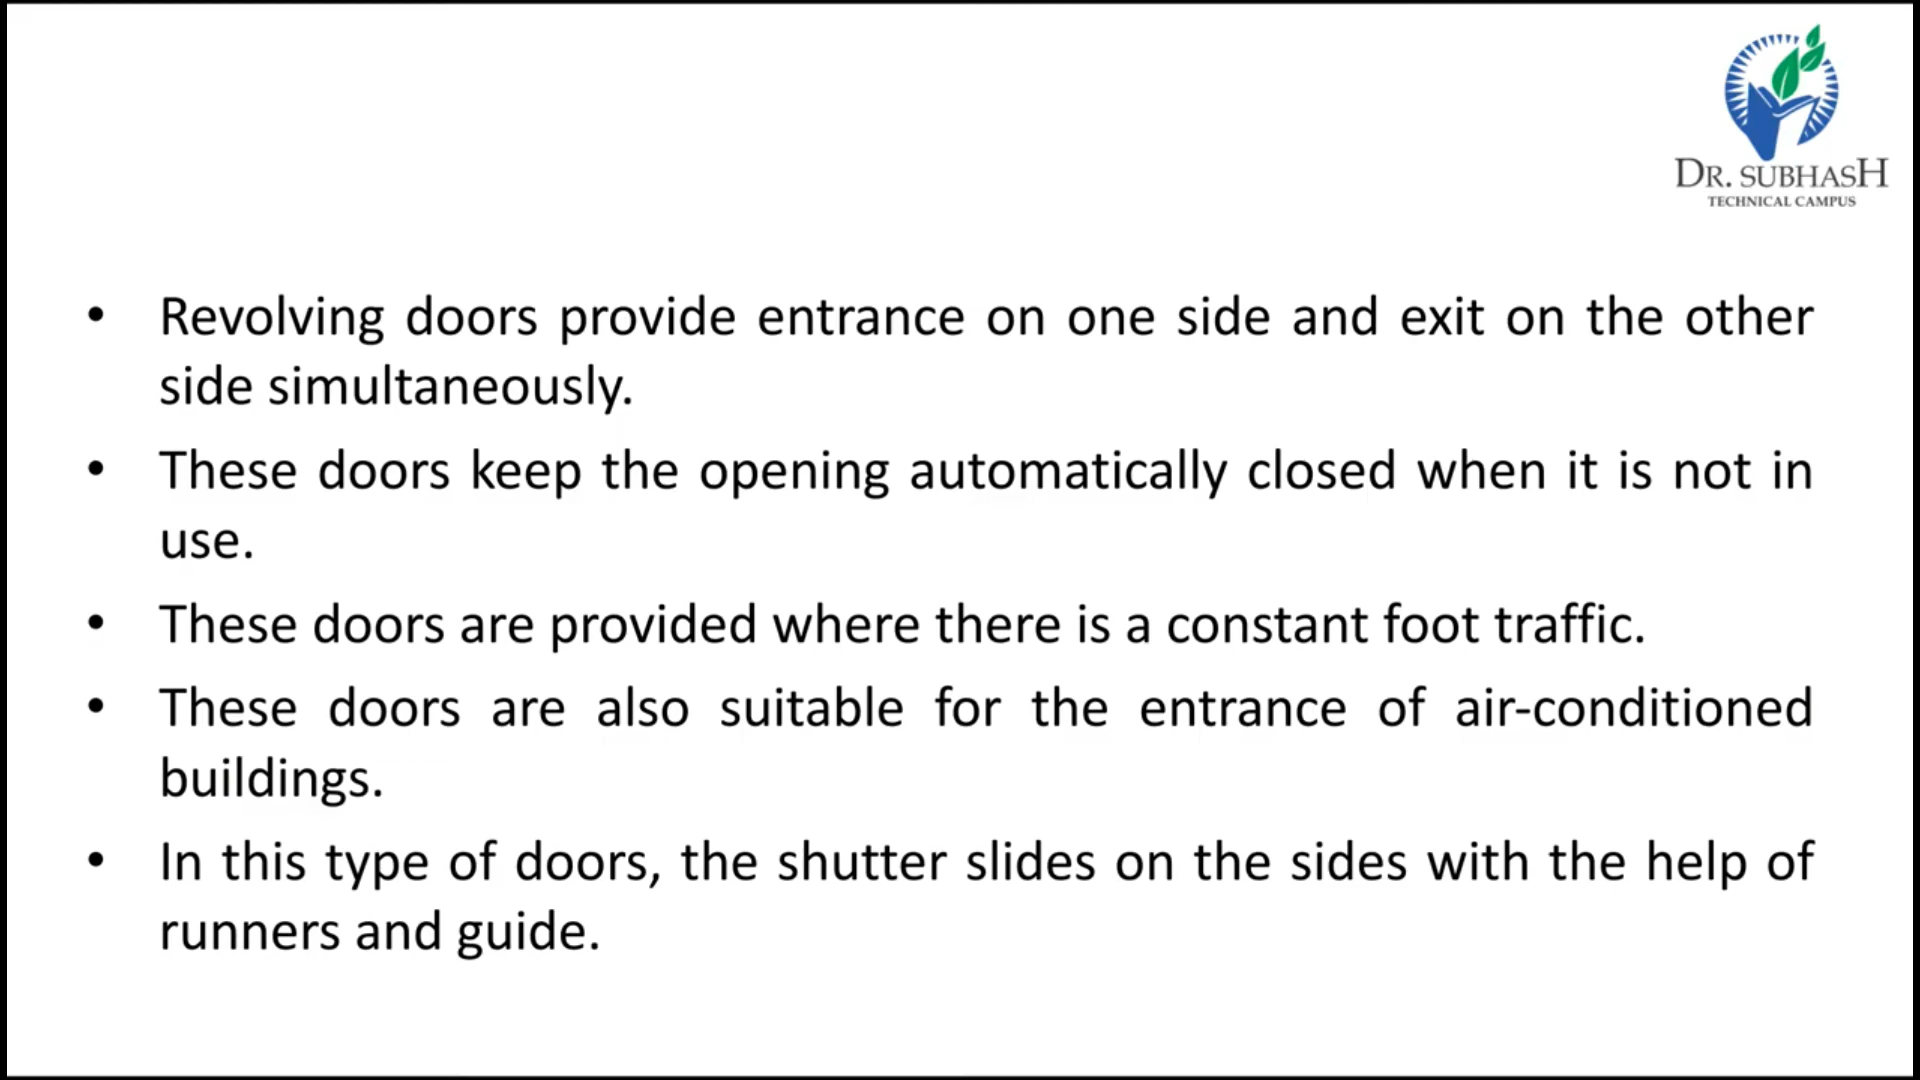 DR. SUBHASH
TECHNICAL CAMPUS
• Revolving doors provide entrance on one side and exit on the other
side simultaneously.
• These doors keep the opening automatically closed when it is not in
use.
• These doors are provided where there is a constant foot traffic.
• These doors are also suitable for the entrance of air-conditioned
buildings.
• In this type of doors, the shutter slides on the sides with the help of
runners and guide.